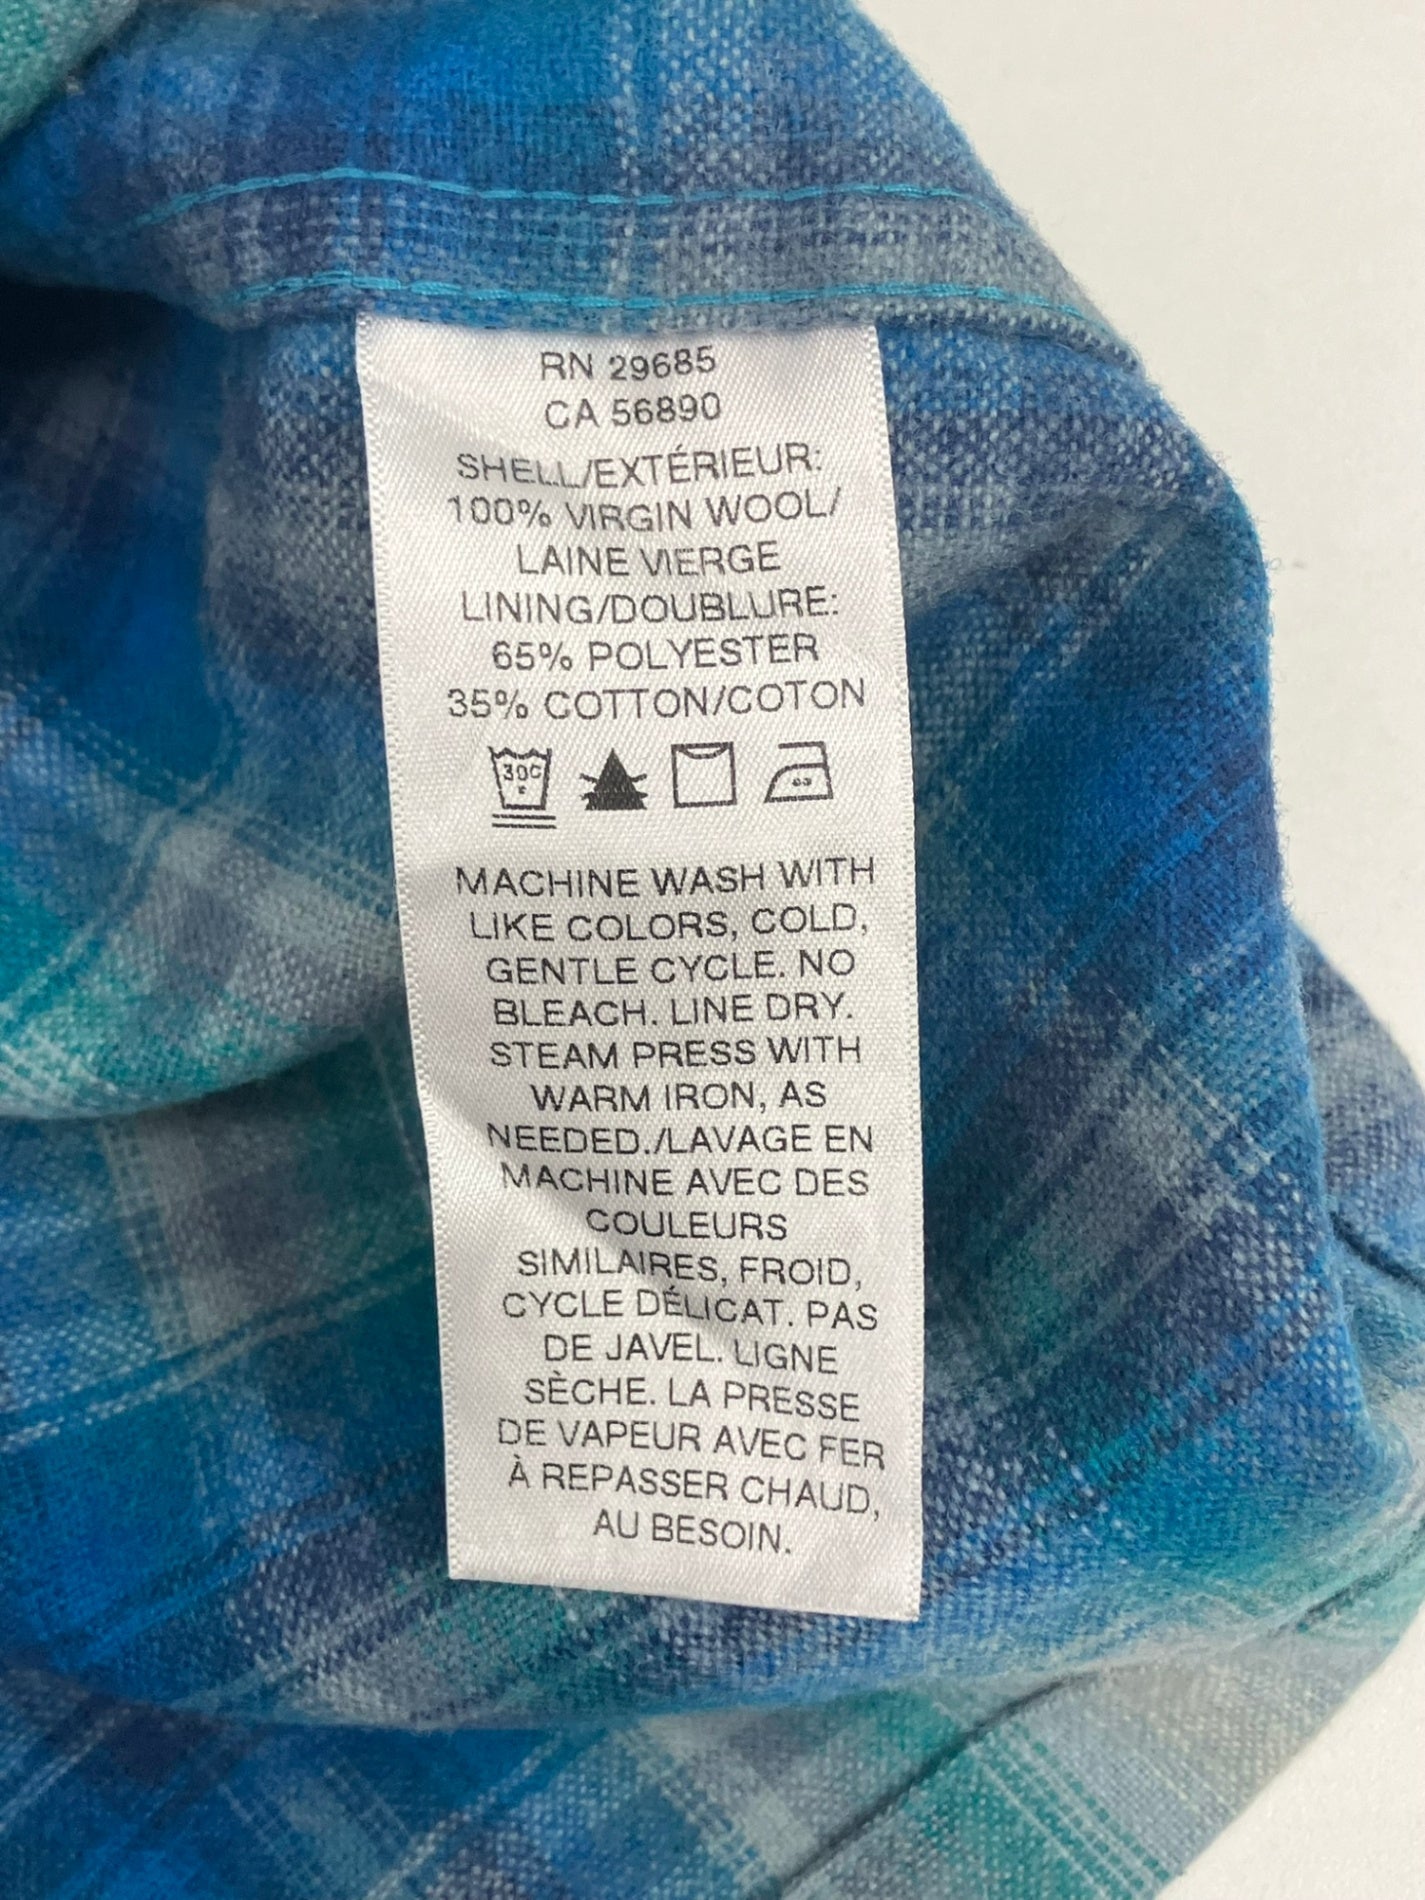 RN 29685
CA 56890
SHELL/EXTÉRIEUR:
100% VIRGIN WOOL/
LAINE VIERGE
LINING/DOUBLURE:
65% POLYESTER
35% COTTON/COTON
30C
MACHINE WASH WITH
LIKE COLORS, COLD,
GENTLE CYCLE. NO
BLEACH. LINE DRY.
STEAM PRESS WITH
WARM IRON, AS
NEEDED./LAVAGE EN
MACHINE AVEC DES
COULEURS
SIMILAIRES, FROID,
CYCLE DÉLICAT. PAS
DE JAVEL. LIGNE
SÈCHE. LA PRESSE
DE VAPEUR AVEC FER
À REPASSER CHAUD,
AU BESOIN.